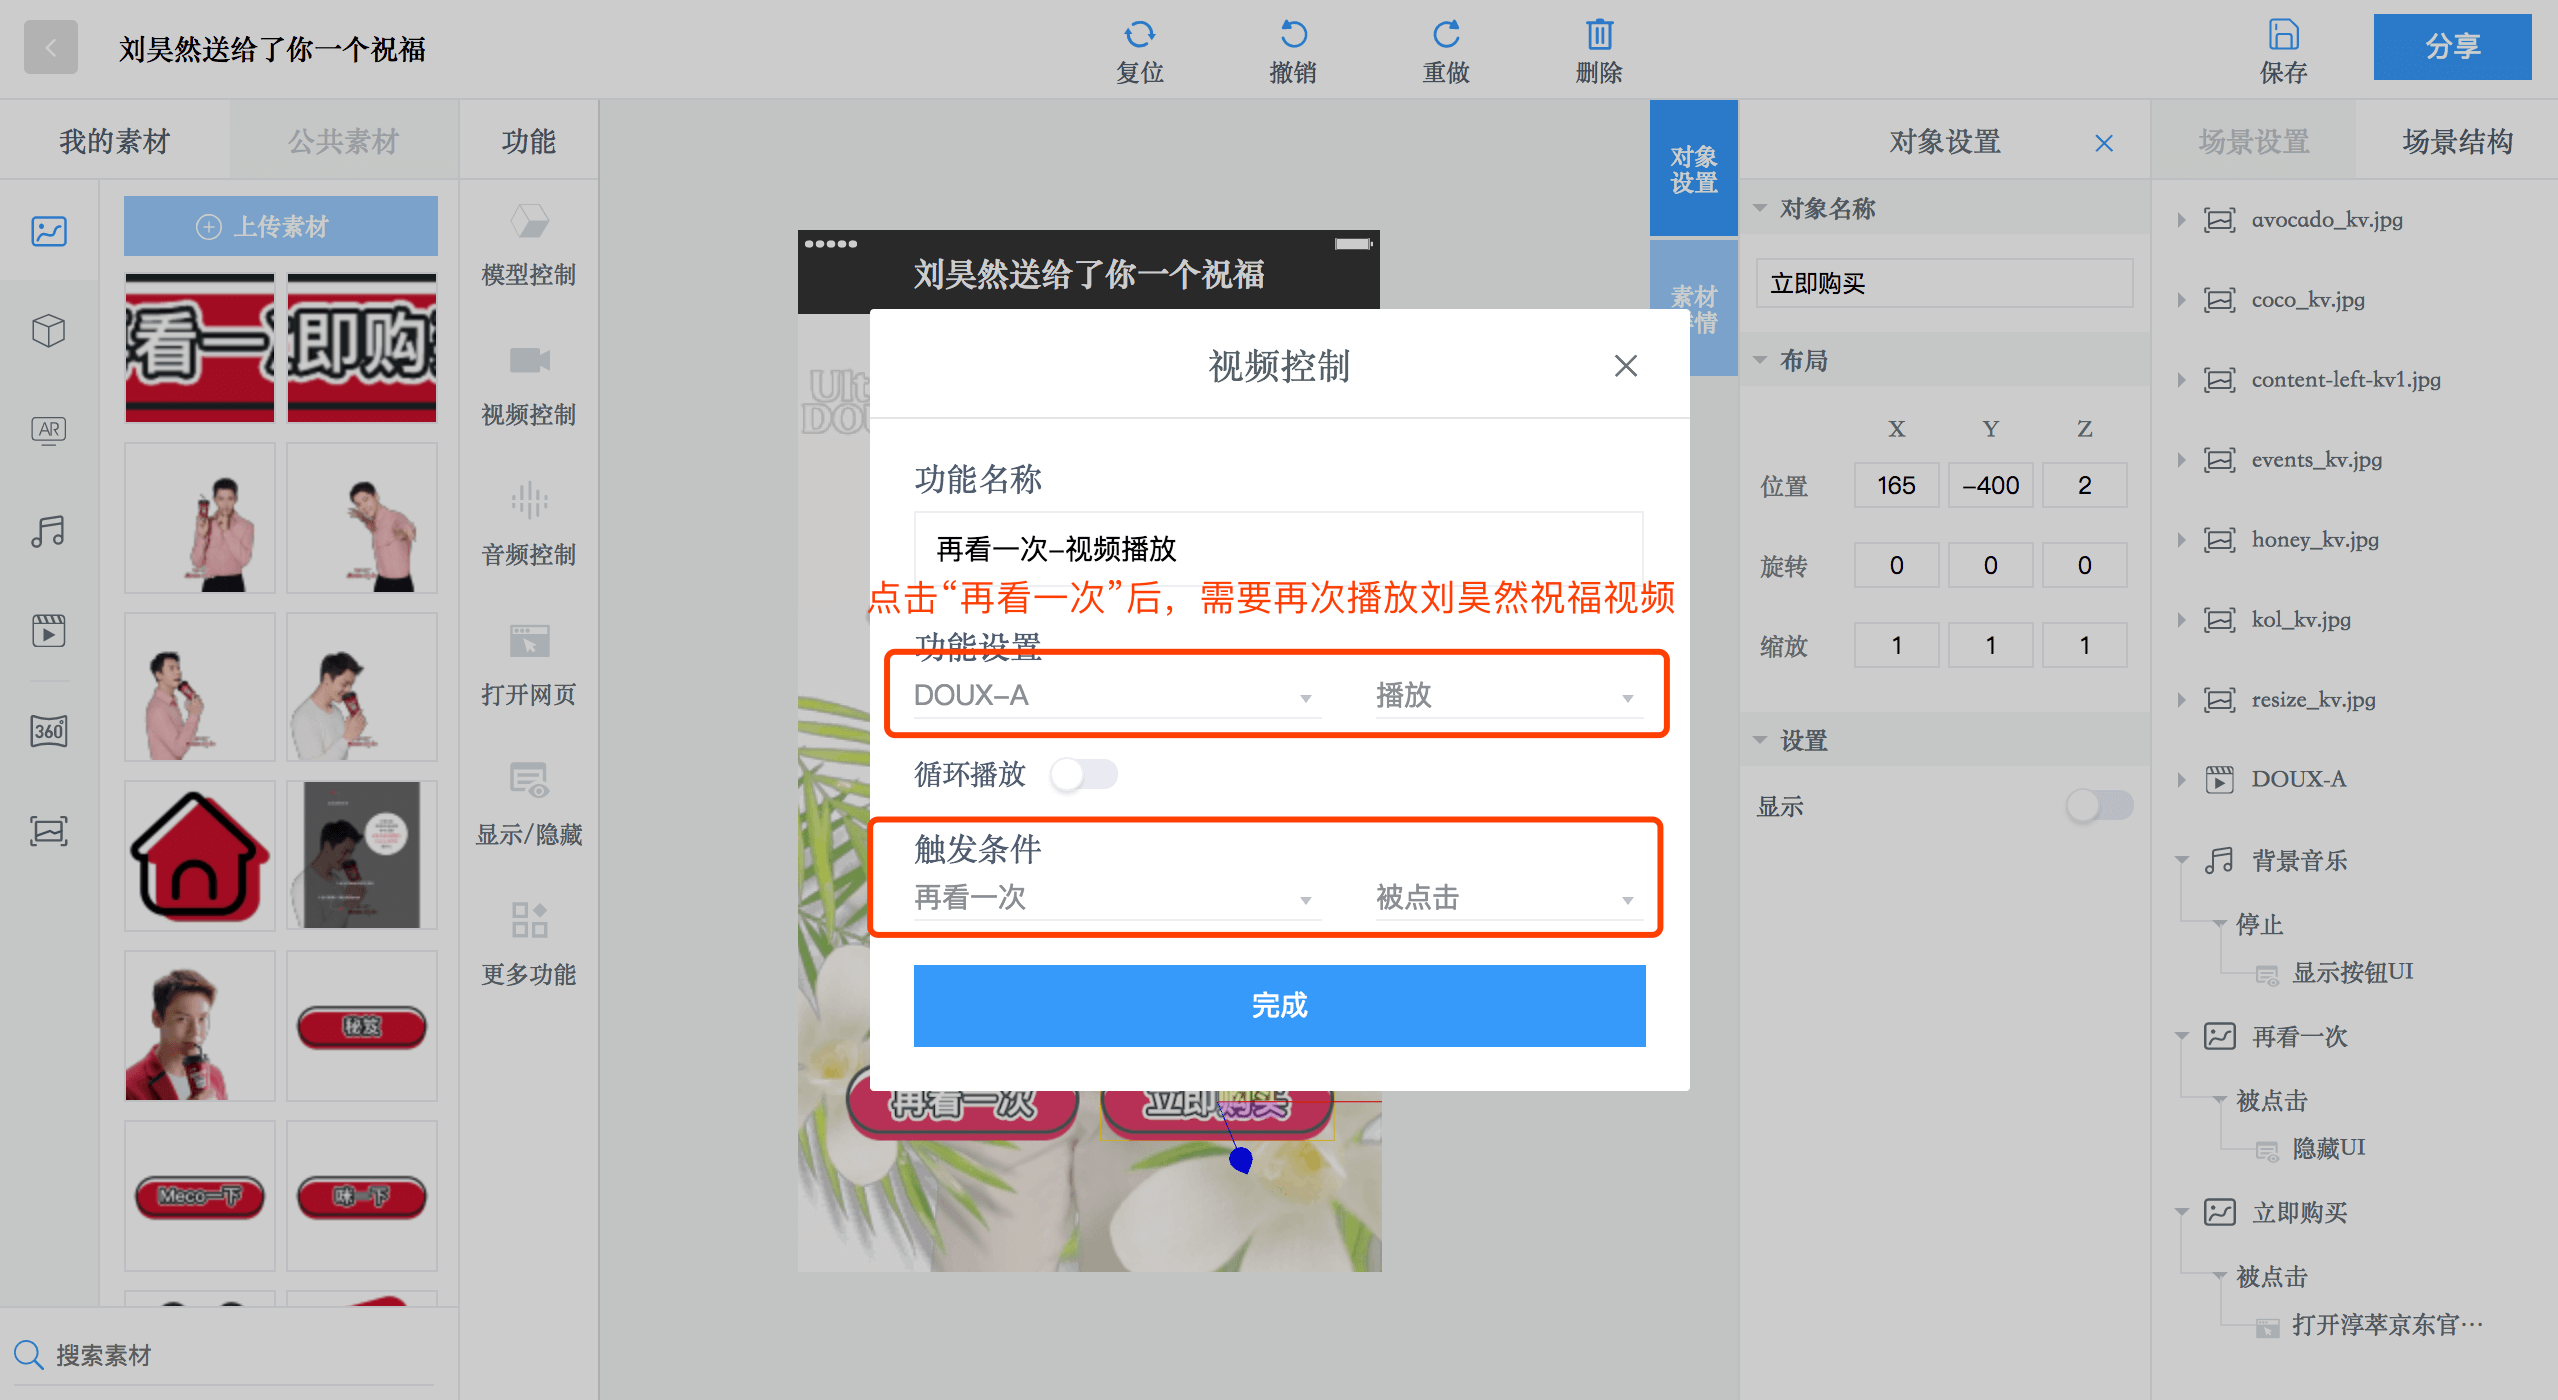 刘昊然送给了你一个祝福
复位
撤销
重做
删除
保存
分享
我的素材
公共素材
功能
上传素材
看一
即购
秘笈
Meco一下
咪一下
搜索素材
AR
360°
模型控制
视频控制
音频控制
打开网页
显示/隐藏
更多功能
刘昊然送给了你一个祝福
Ult
DOU
视频控制
功能名称
再看一次-视频播放
点击“再看一次”后，需要再次播放刘昊然祝福视频
功能设置
DOUX-A
播放
循环播放
触发条件
再看一次
被点击
完成
再看一次
立即购买
对象
设置
素材
详情
对象设置
对象名称
立即购买
布局
X Y Z
位置 165 -400 2
旋转 0 0 0
缩放 1 1 1
设置
显示
场景设置
场景结构
avocado_kv.jpg
coco_kv.jpg
content-left-kv1.jpg
events_kv.jpg
honey_kv.jpg
kol_kv.jpg
resize_kv.jpg
DOUX-A
背景音乐
停止
显示按钮UI
再看一次
被点击
隐藏UI
立即购买
被点击
打开淳萃京东官…